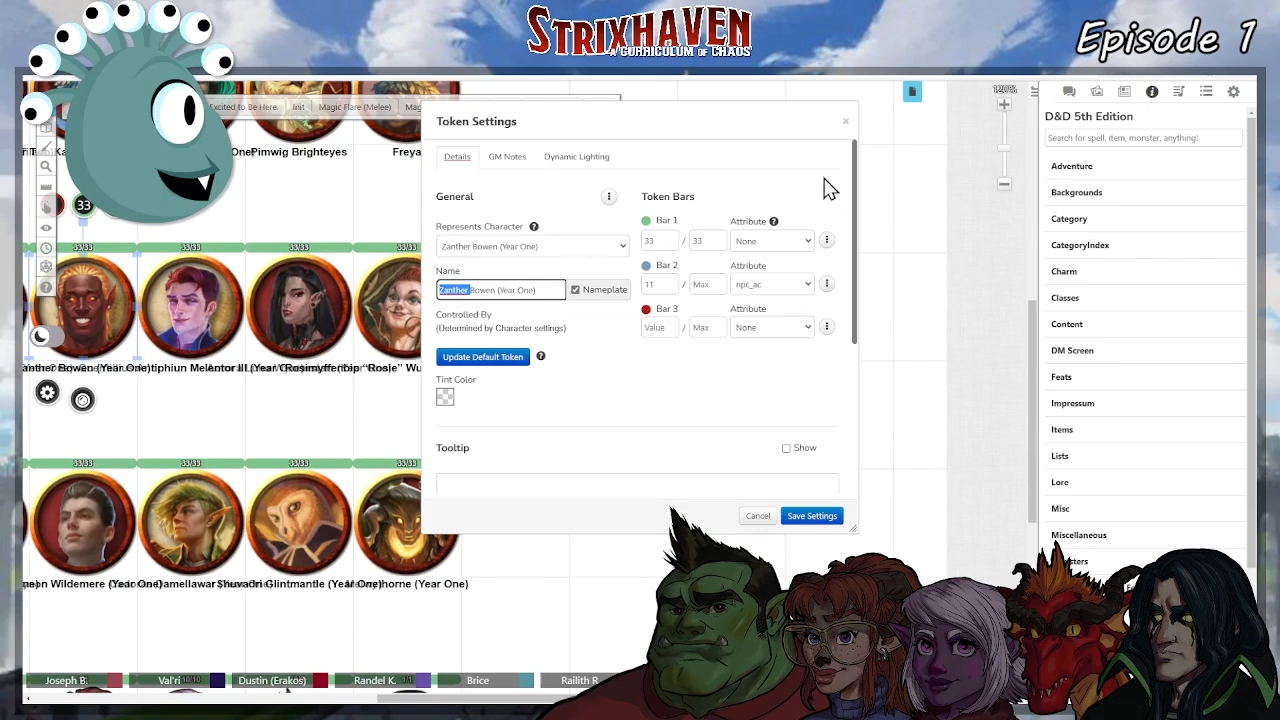 STRIXHAVEN
A CURRICULUM OF CHAOS
Episode 1
Excited to Be Here.
Init
Magic Flare (Melee)
Pimwig Brighteyes
Freya
33
33/33
33/33
33/33
33/33
Token Settings
Details
GM Notes
Dynamic Lighting
General
Represents Character
Zanther Bowen (Year One)
Name
Zanther Bowen (Year One)
Nameplate
Controlled By
(Determined by Character settings)
Update Default Token
Tint Color
Token Bars
Bar 1
Attribute
33 / 33
None
Bar 2
Attribute
11 / Max
npc_ac
Bar 3
Attribute
Value / Max
None
Tooltip
Show
Cancel
Save Settings
33/33
33/33
33/33
33/33
D&D 5th Edition
Search for spell, item, monster, anything!
Adventure
Backgrounds
Category
CategoryIndex
Charm
Classes
Content
DM Screen
Feats
Impressum
Items
Lists
Lore
Misc
Miscellaneous
Joseph B.
Val'ri
Dustin (Erakos)
Randel K.
Brice
Railith R